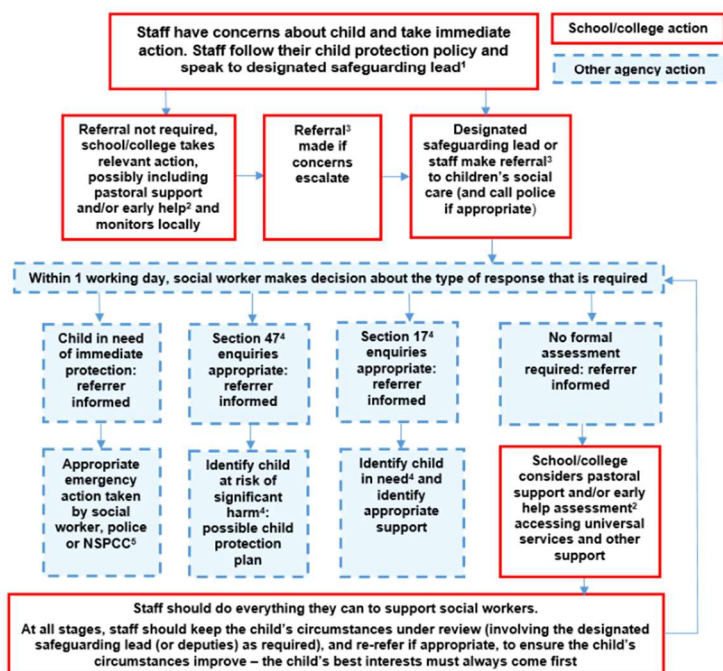 Staff have concerns about child and take immediate
action. Staff follow their child protection policy and
speak to designated safeguarding lead¹
School/college action
Other agency action
Referral not required,
school/college takes
relevant action,
possibly including
pastoral support
and/or early help² and
monitors locally
Referral³
made if
concerns
escalate
Designated
safeguarding lead or
staff make referral³
to children's social
care (and call police
if appropriate)
Within 1 working day, social worker makes decision about the type of response that is required
Child in need
of immediate
protection:
referrer
informed
Section 47⁴
enquiries
appropriate:
referrer
informed
Section 17⁴
enquiries
appropriate:
referrer
informed
No formal
assessment
required: referrer
informed
Appropriate
emergency
action taken
by social
worker, police
or NSPCC⁵
Identify child
at risk of
significant
harm⁴:
possible child
protection
plan
Identify child
in need⁴ and
identify
appropriate
support
School/college
considers pastoral
support and/or early
help assessment²
accessing universal
services and other
support
Staff should do everything they can to support social workers.
At all stages, staff should keep the child's circumstances under review (involving the designated
safeguarding lead (or deputies) as required), and re-refer if appropriate, to ensure the child's
circumstances improve – the child's best interests must always come first